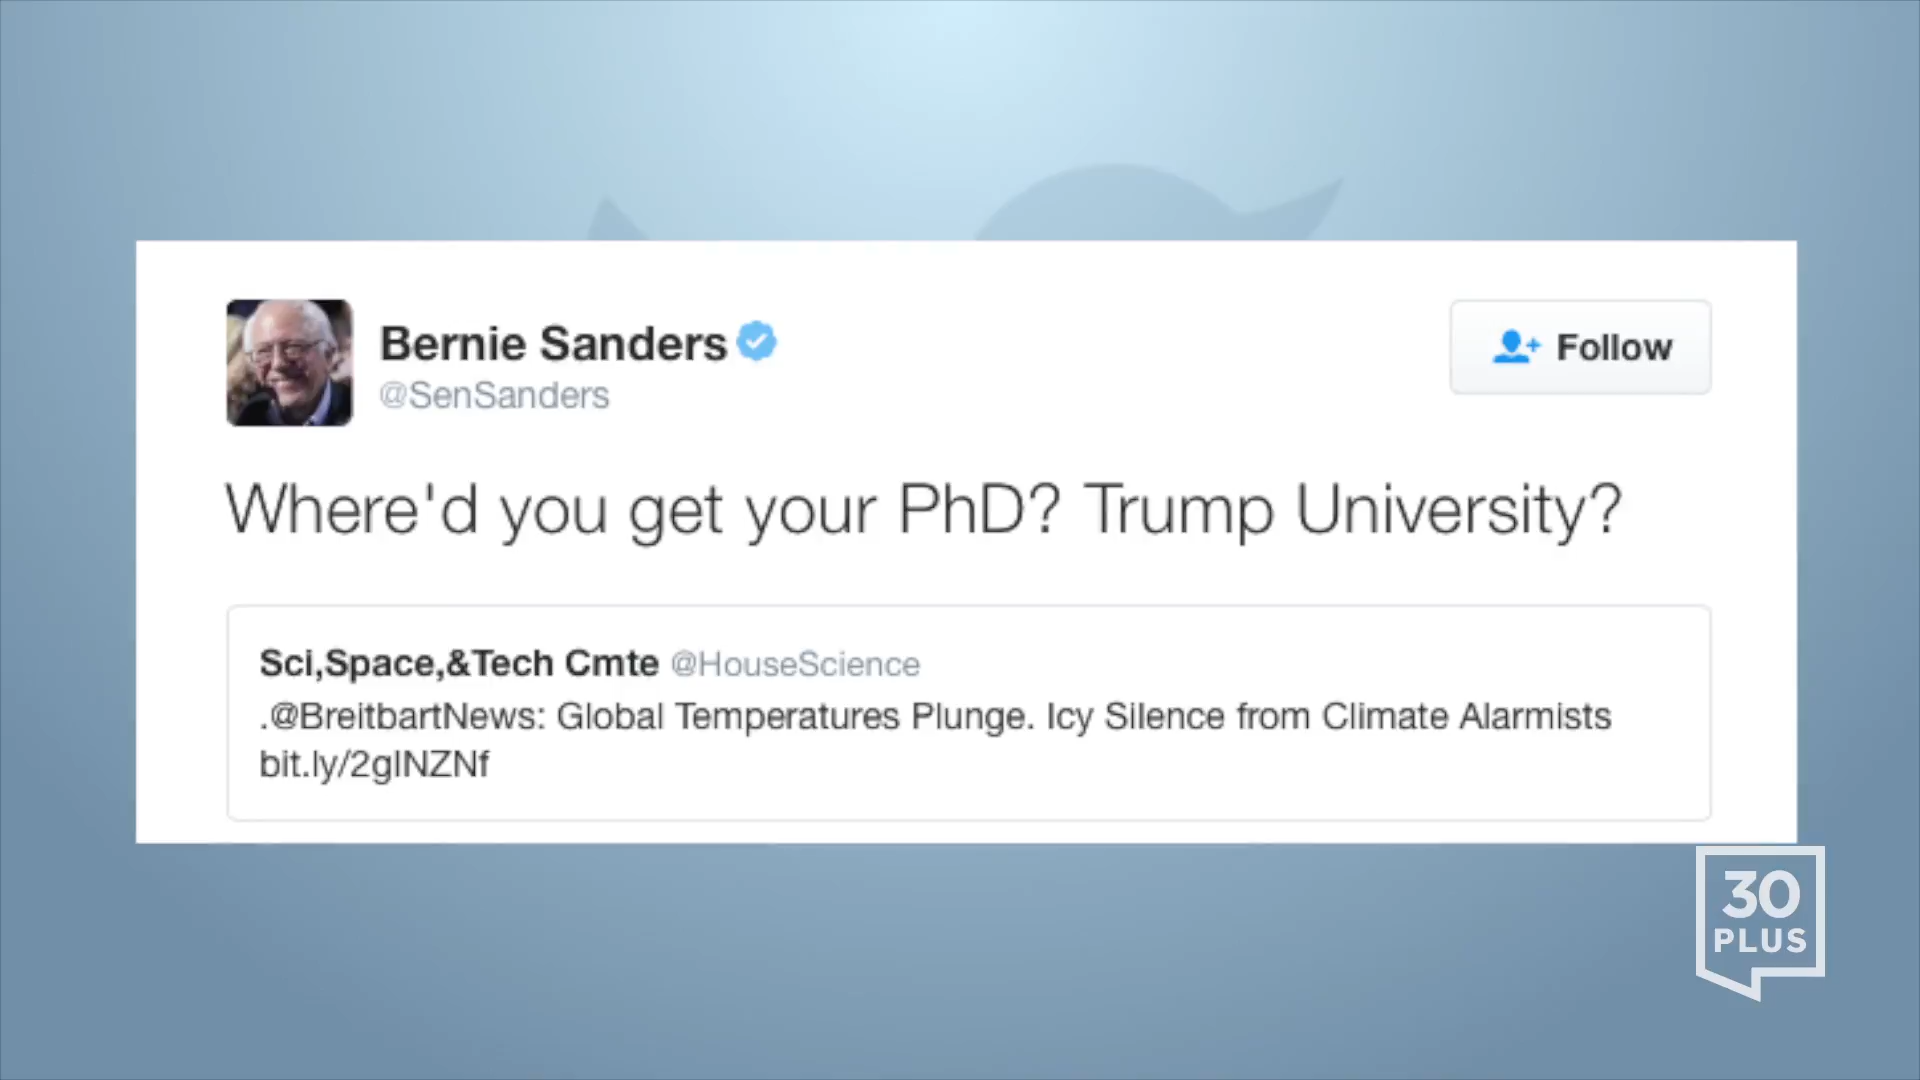 Bernie Sanders
@SenSanders
Follow
Where'd you get your PhD? Trump University?
Sci,Space,&Tech Cmte @HouseScience
.@BreitbartNews: Global Temperatures Plunge. Icy Silence from Climate Alarmists
bit.ly/2glNZNf
30
PLUS